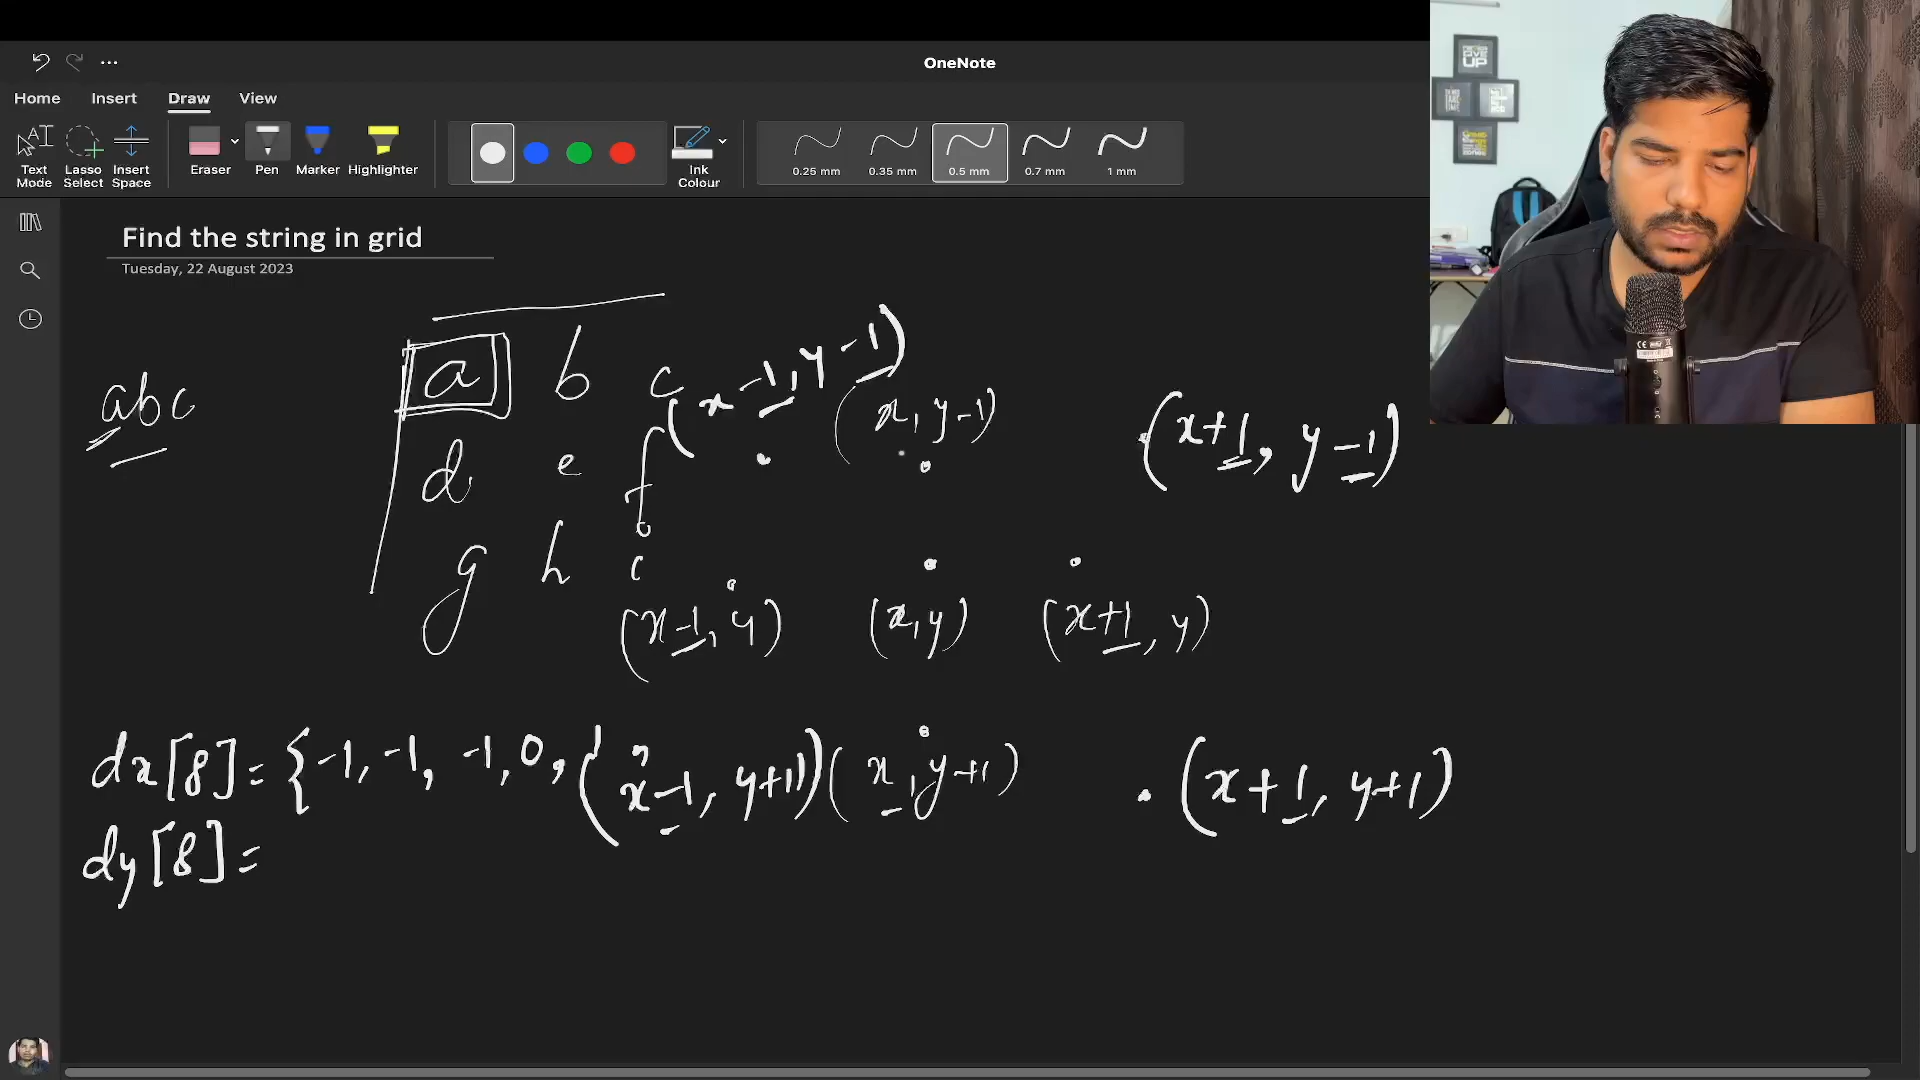 OneNote
Home Insert Draw View
Text Mode
Lasso Select
Insert Space
Eraser
Pen
Marker
Highlighter
Ink Colour
0.25 mm
0.35 mm
0.5 mm
0.7 mm
1 mm
Find the string in grid
Tuesday, 22 August 2023
abc
a b c
d e f
g h i
(x-1, y-1)
(x, y-1)
(x+1, y-1)
(x-1, y) (x, y) (x+1, y)
dx[8] = {-1, -1, -1, 0,
(x-1, y+1) (x, y+1) (x+1, y+1)
dy[8] =
GIVE UP